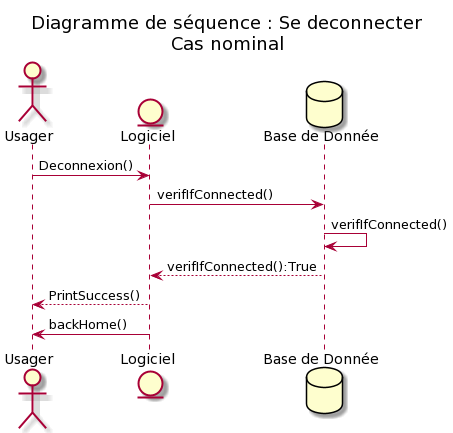 Diagramme de séquence : Se deconnecter
Cas nominal
Usager Logiciel Base de Donnée
Deconnexion()
verifIfConnected()
verifIfConnected()
verifIfConnected():True
PrintSuccess()
backHome()
Usager Logiciel Base de Donnée